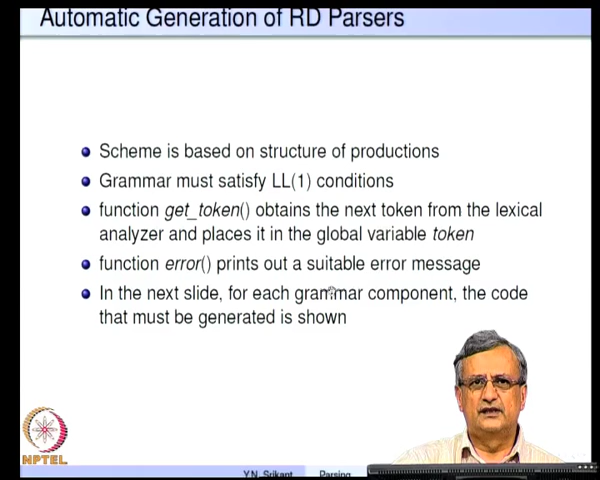 Automatic Generation of RD Parsers
Scheme is based on structure of productions
Grammar must satisfy LL(1) conditions
function get_token() obtains the next token from the lexical
analyzer and places it in the global variable token
function error() prints out a suitable error message
In the next slide, for each grammar component, the code
that must be generated is shown
NPTEL
Y.N. Srikant Parsing